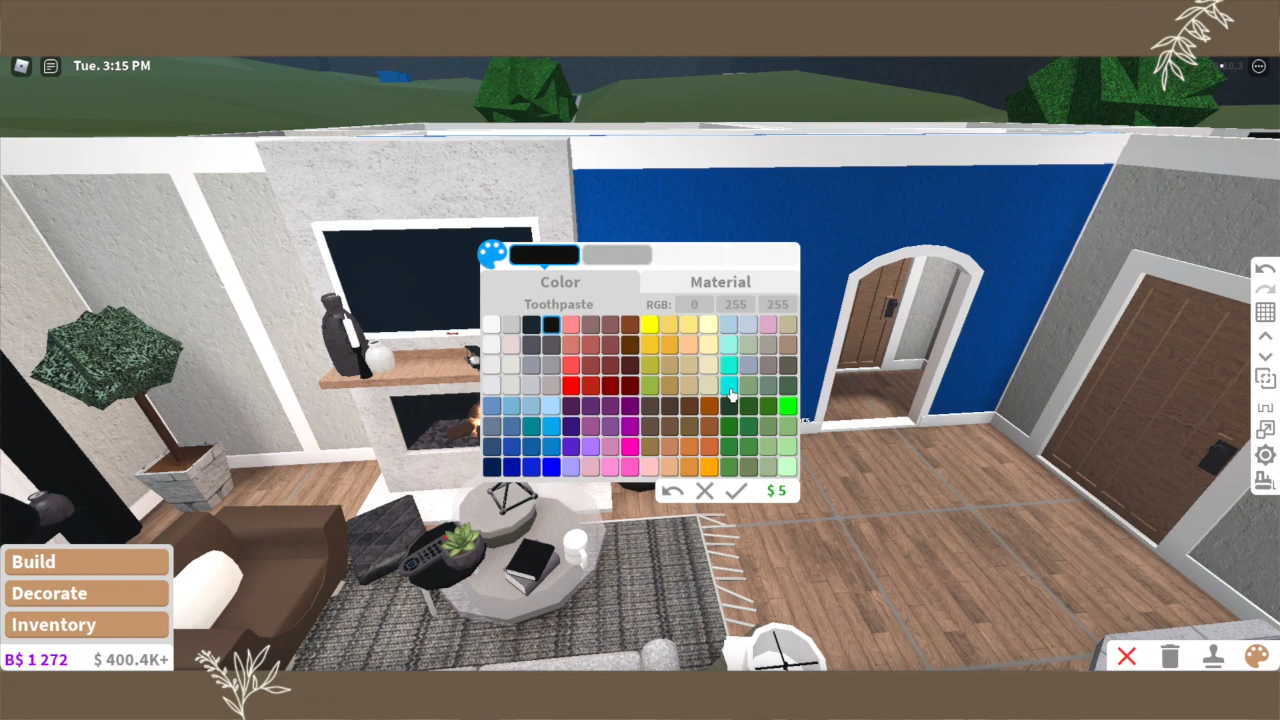 Tue. 3:15 PM
Color
Material
Toothpaste
RGB: 0 255 255
$ 5
Build
Decorate
Inventory
B$ 1 272 $ 400.4K+